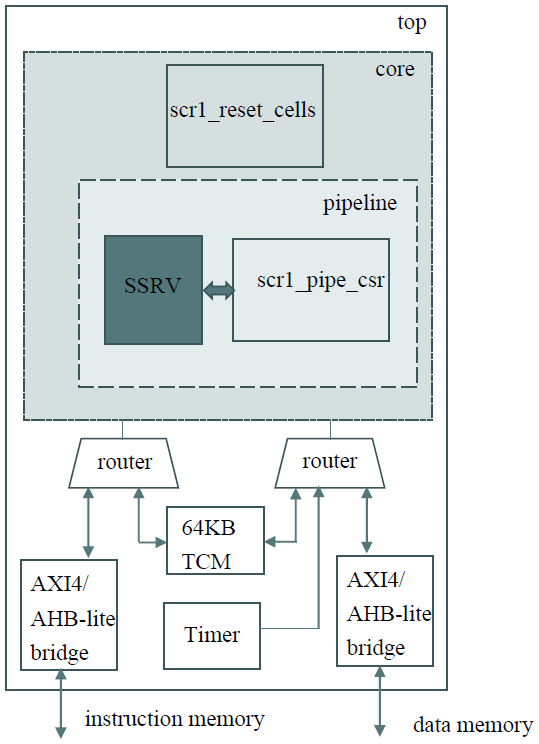 top
core
scr1_reset_cells
pipeline
SSRV
scr1_pipe_csr
router
router
64KB
TCM
AXI4/
AHB-lite
bridge
AXI4/
AHB-lite
bridge
Timer
instruction memory
data memory